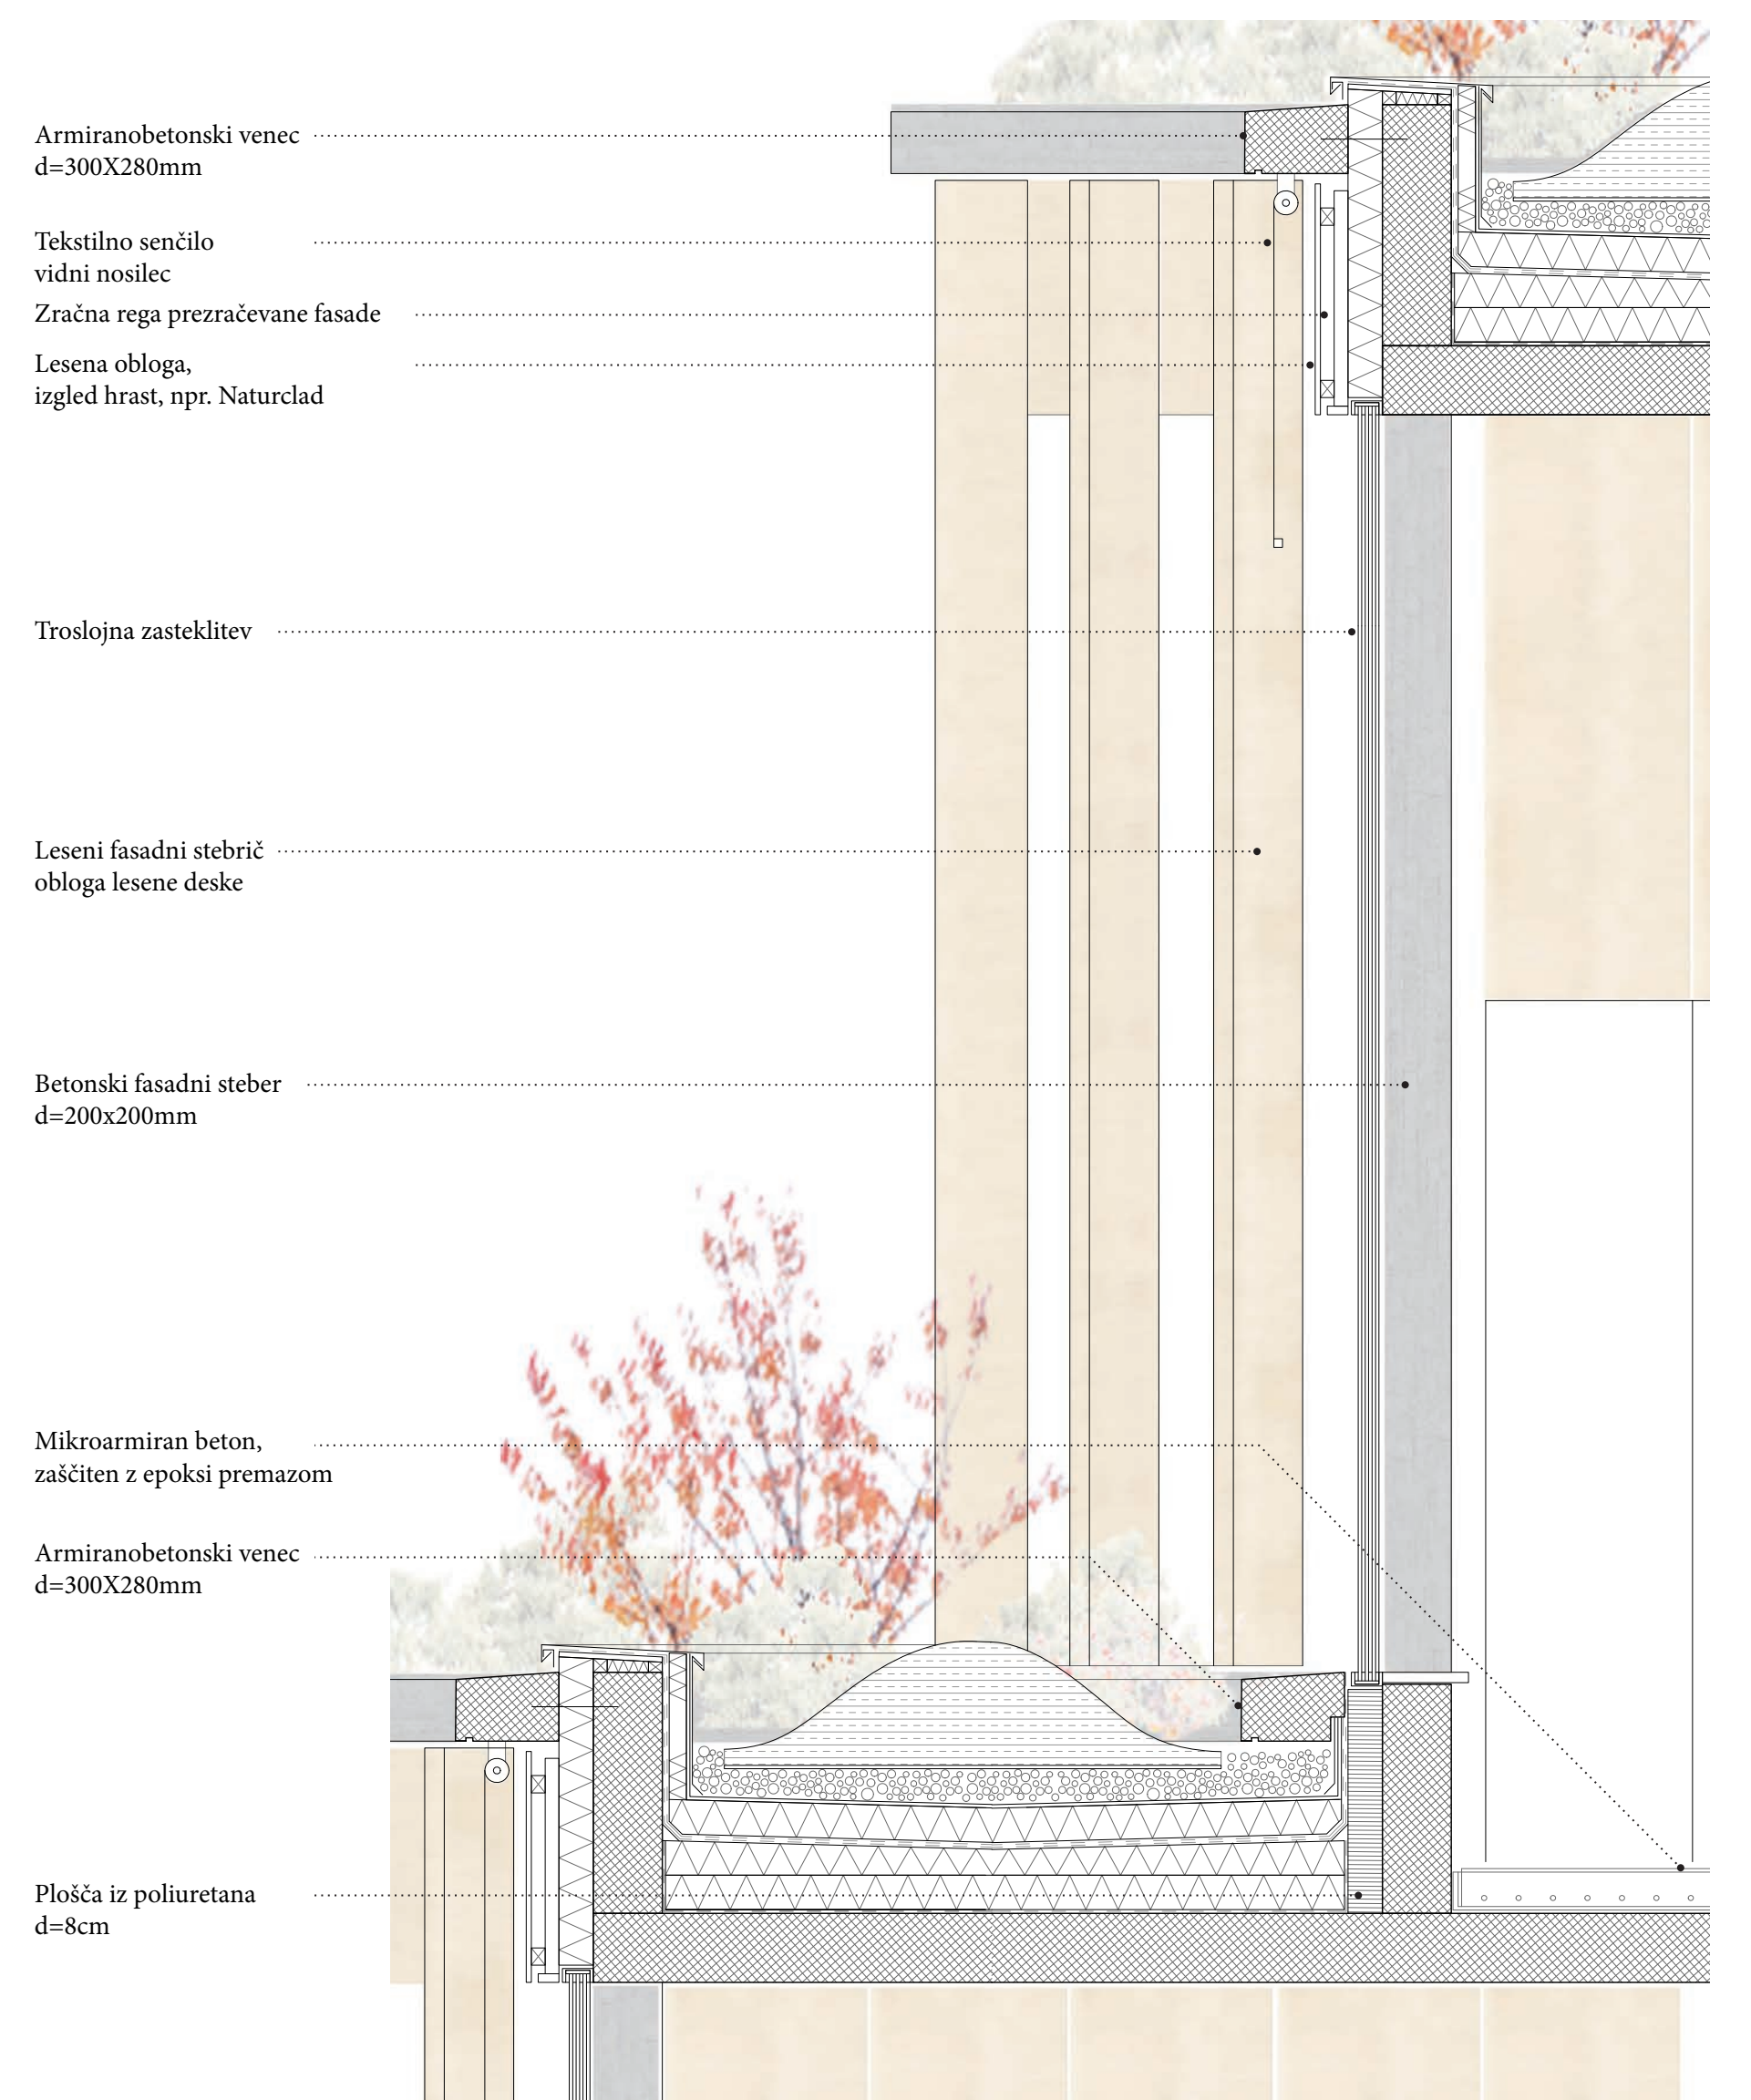 Armiranobetonski venec
d=300X280mm
Tekstilno senčilo
vidni nosilec
Zračna rega prezračevane fasade
Lesena obloga,
izgled hrast, npr. Naturclad
Troslojna zasteklitev
Leseni fasadni stebrič
obloga lesene deske
Betonski fasadni steber
d=200x200mm
Mikroarmiran beton,
zaščiten z epoksi premazom
Armiranobetonski venec
d=300X280mm
Plošča iz poliuretana
d=8cm